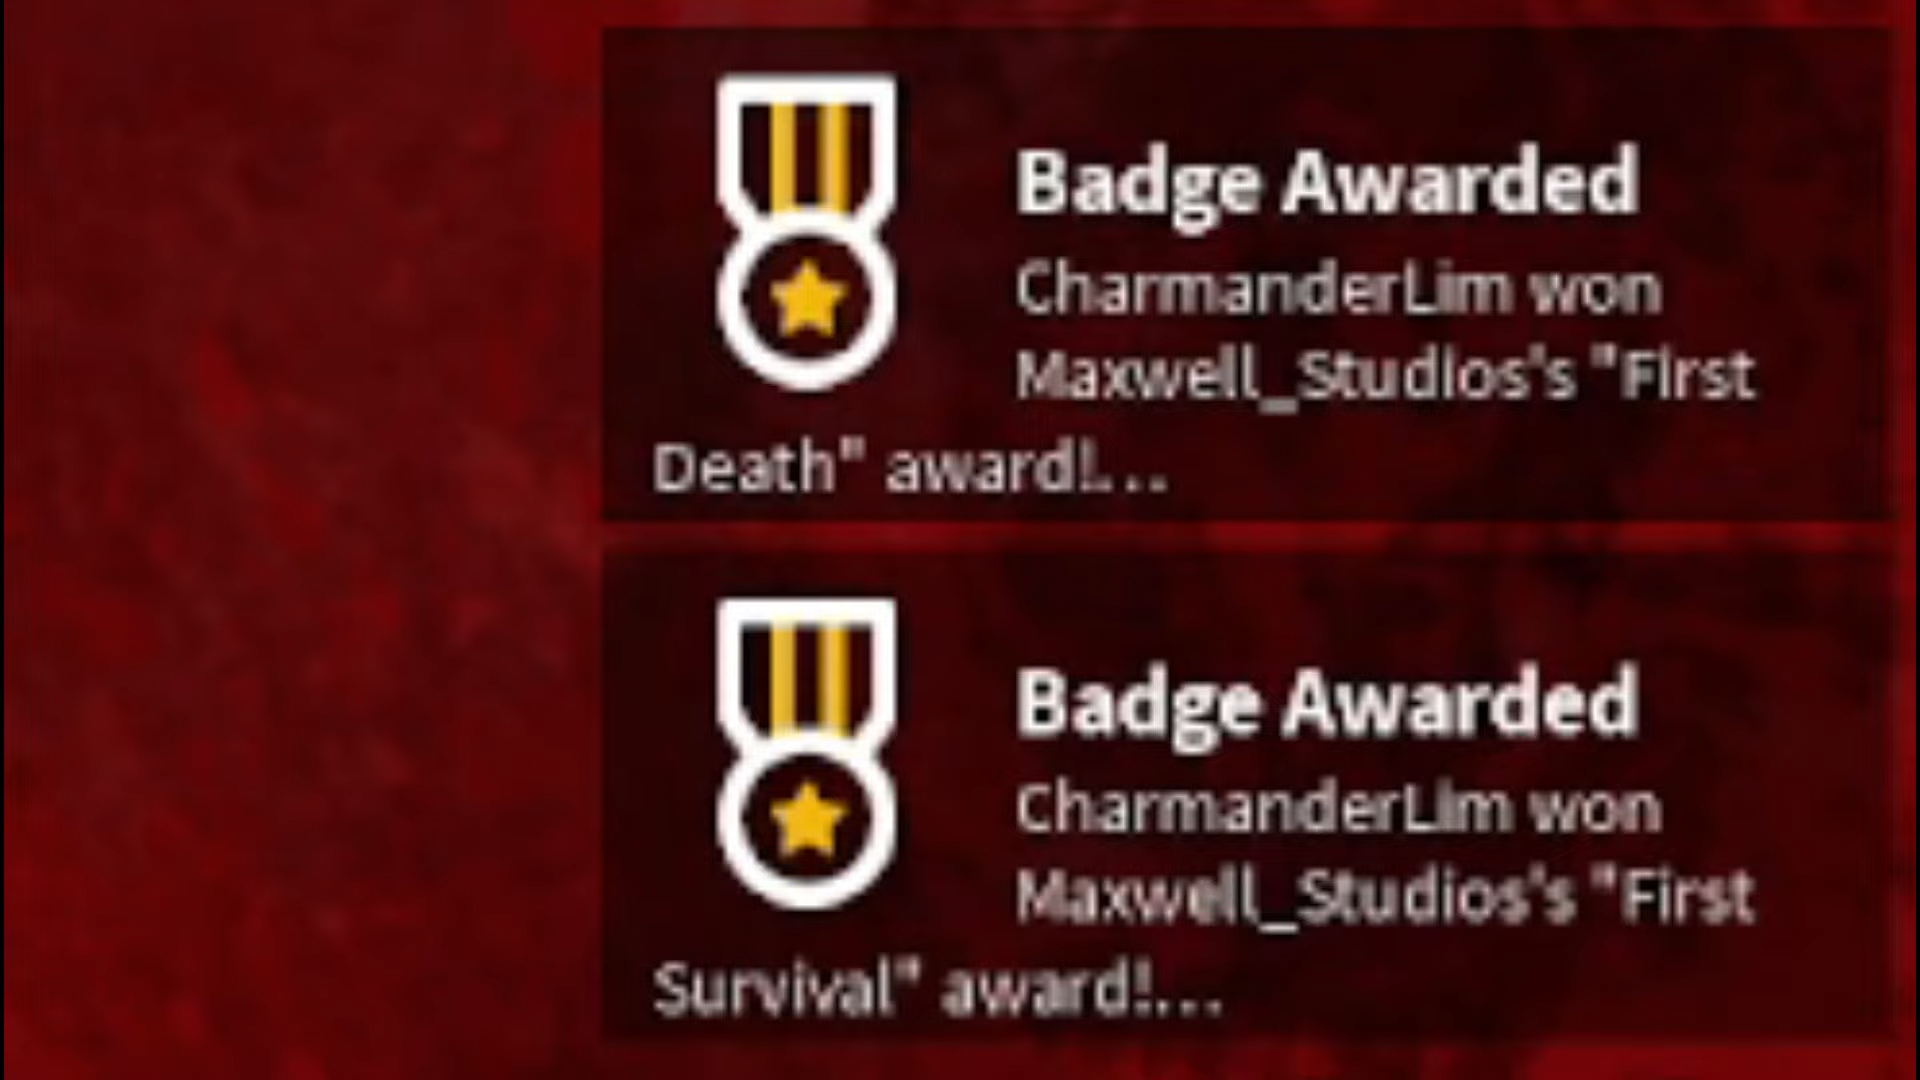 Badge Awarded
CharmanderLim won
Maxwell_Studios's "First
Death" award!...
Badge Awarded
CharmanderLim won
Maxwell_Studios's "First
Survival" award!...